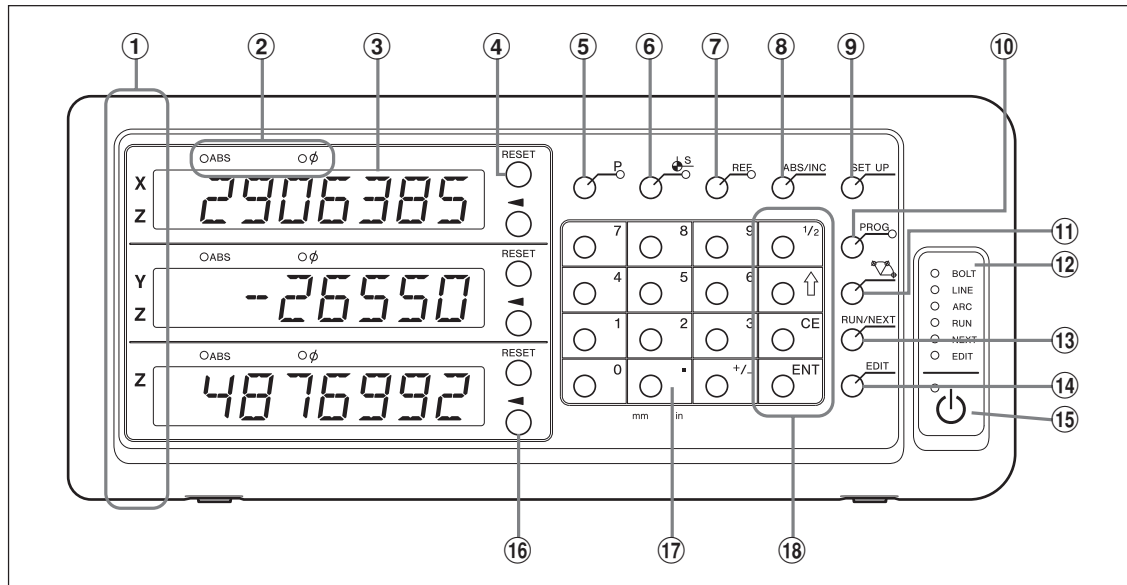 ① ② ③ ④ ⑤ ⑥ ⑦ ⑧ ⑨ ⑩
ABS ϕ RESET P S REF ABS/INC SET UP
X
Z 2906385
PROG ⑪
ABS ϕ RESET 7 8 9 1/2
⑫ BOLT
Y
Z -26550
4 5 6 ⇧
LINE
ARC
RUN/NEXT RUN
NEXT ⑬
EDIT
1 2 3 CE
ABS ϕ RESET
EDIT ⑭
Z 4876992
0 . +/- ENT
⑮
mm in
⑯ ⑰ ⑱